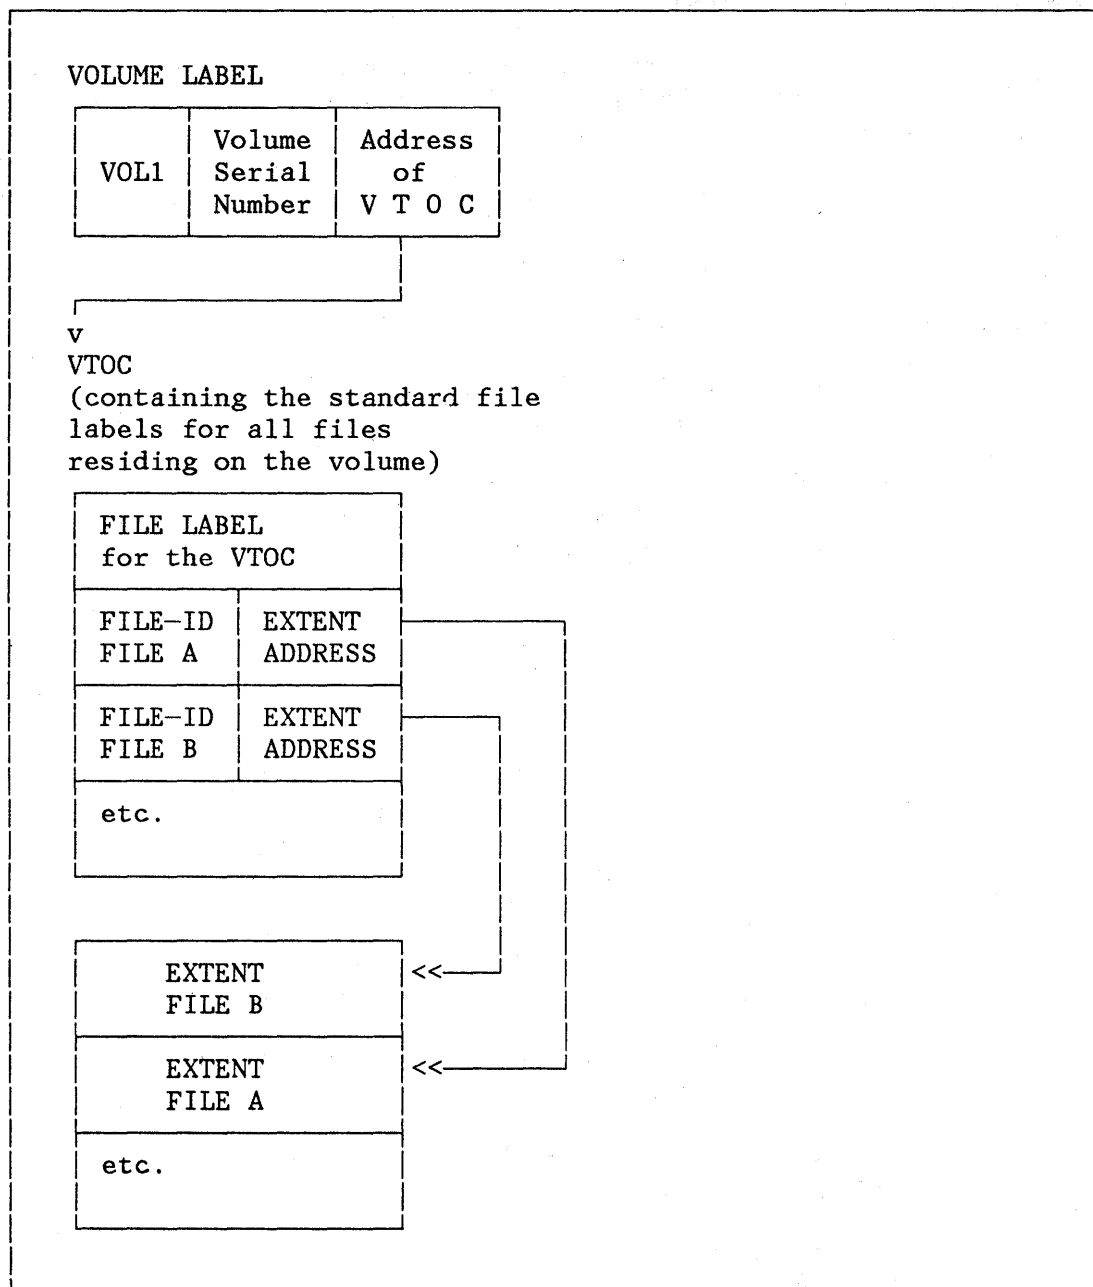 VOLUME LABEL
VOL1
Volume
Serial
Number
Address
of
V T O C
v
VTOC
(containing the standard file
labels for all files
residing on the volume)
FILE LABEL
for the VTOC
FILE-ID
FILE A
EXTENT
ADDRESS
FILE-ID
FILE B
EXTENT
ADDRESS
etc.
EXTENT
FILE B
<<
EXTENT
FILE A
<<
etc.